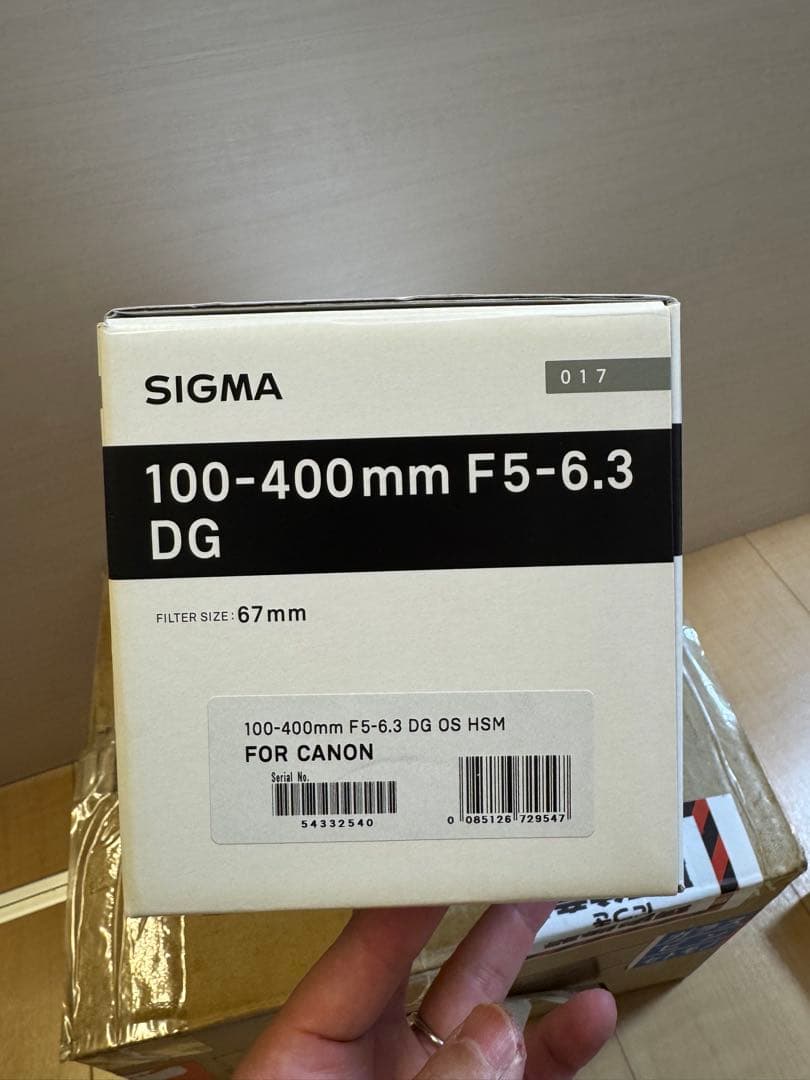 SIGMA
017
100-400mm F5-6.3
DG
FILTER SIZE:67mm
100-400mm F5-6.3 DG OS HSM
FOR CANON
Serial No.
54332540
0 085126 729547